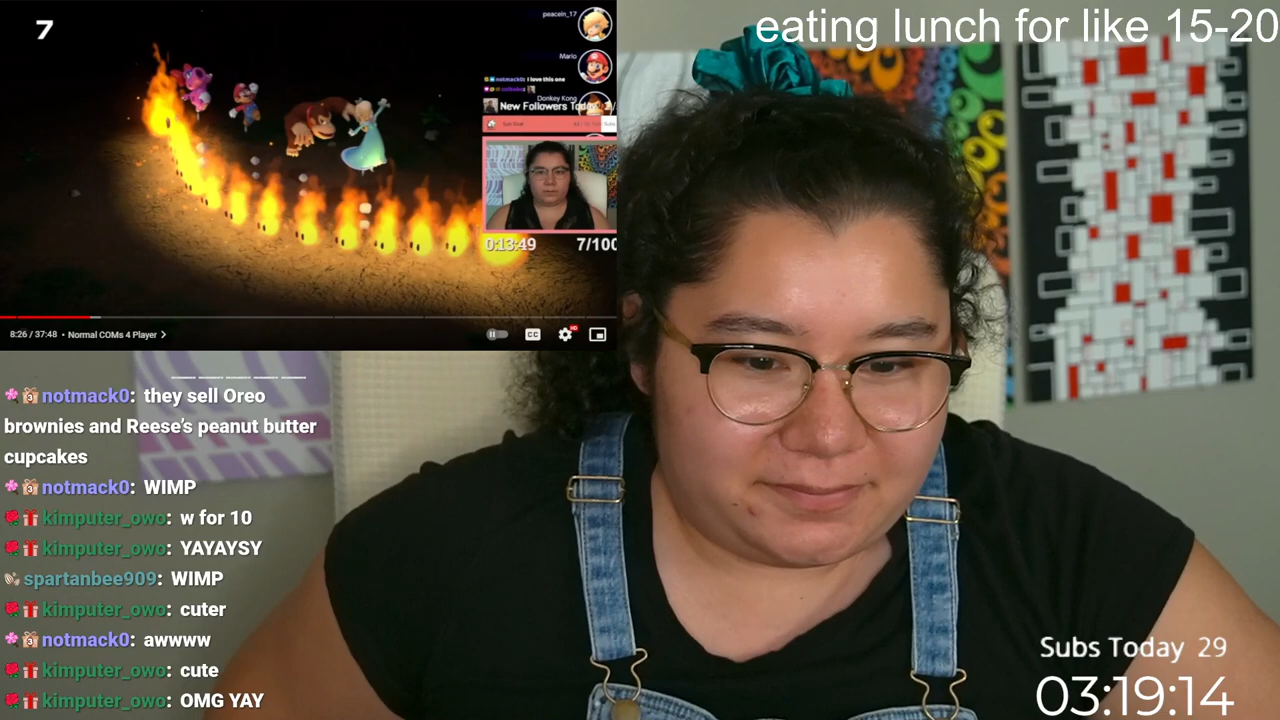 eating lunch for like 15-20
7
peacein_17
Mario
notmack0: I love this one
Donkey Kong
New Followers
0:13:49 7/100
8:26 / 37:48 • Normal COMs 4 Player
CC
HD
notmack0: they sell Oreo
brownies and Reese's peanut butter
cupcakes
notmack0: WIMP
kimputer_owo: w for 10
kimputer_owo: YAYAYSY
spartanbee909: WIMP
kimputer_owo: cuter
notmack0: awwww
kimputer_owo: cute
kimputer_owo: OMG YAY
Subs Today 29
03:19:14